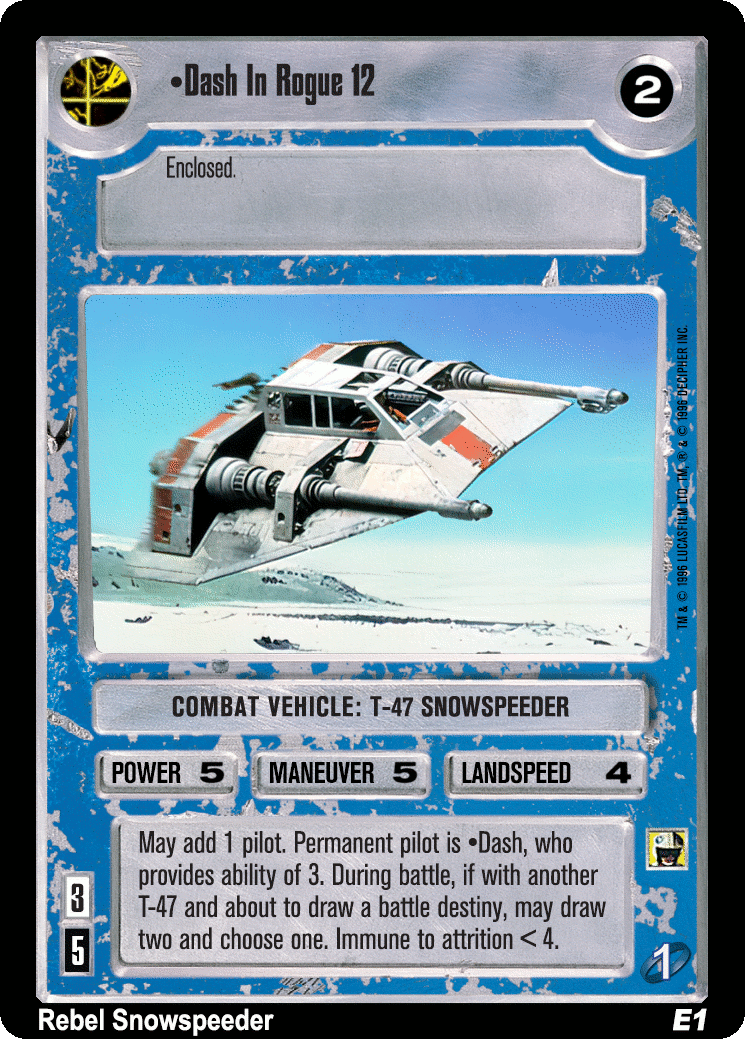 •Dash In Rogue 12
2
Enclosed.
TM & © 1996 LUCASFILM LTD. TM, ® & © 1996 DECIPHER INC.
COMBAT VEHICLE: T-47 SNOWSPEEDER
POWER 5 MANEUVER 5 LANDSPEED 4
May add 1 pilot. Permanent pilot is •Dash, who
provides ability of 3. During battle, if with another
T-47 and about to draw a battle destiny, may draw
two and choose one. Immune to attrition < 4.
3
5
1
Rebel Snowspeeder E1